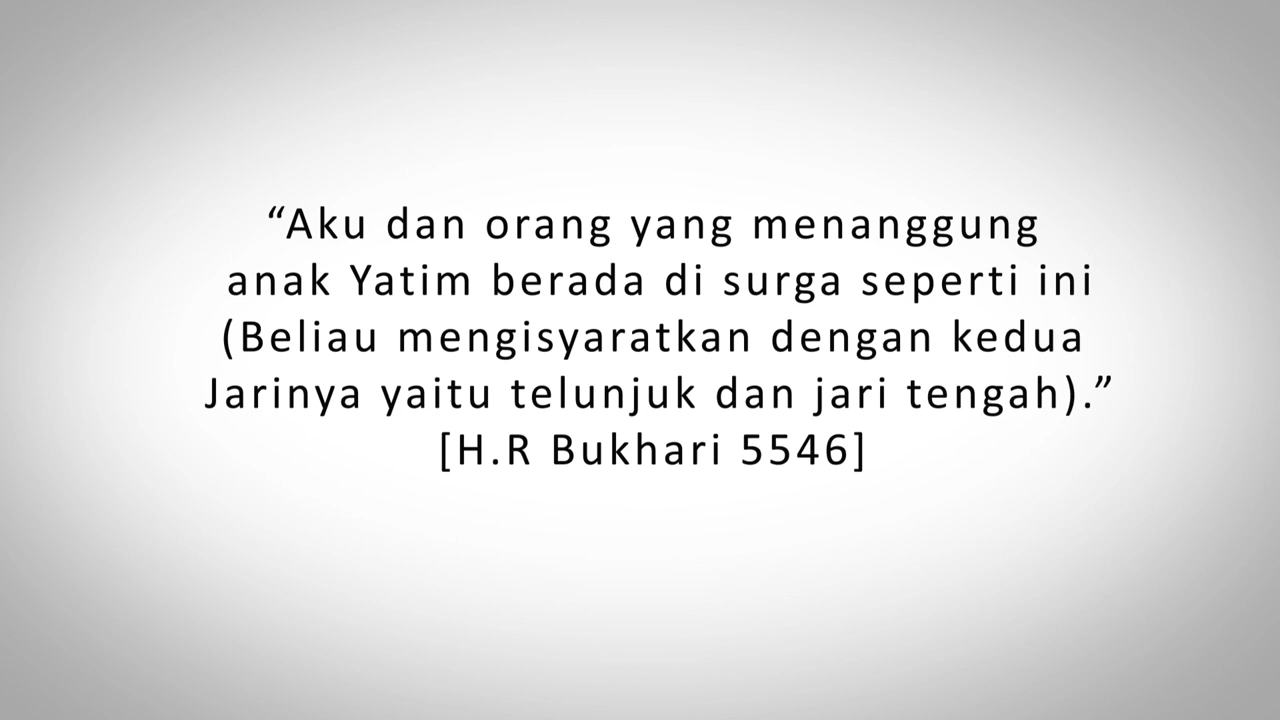 “Aku dan orang yang menanggung
anak Yatim berada di surga seperti ini
(Beliau mengisyaratkan dengan kedua
Jarinya yaitu telunjuk dan jari tengah).”
[H.R Bukhari 5546]